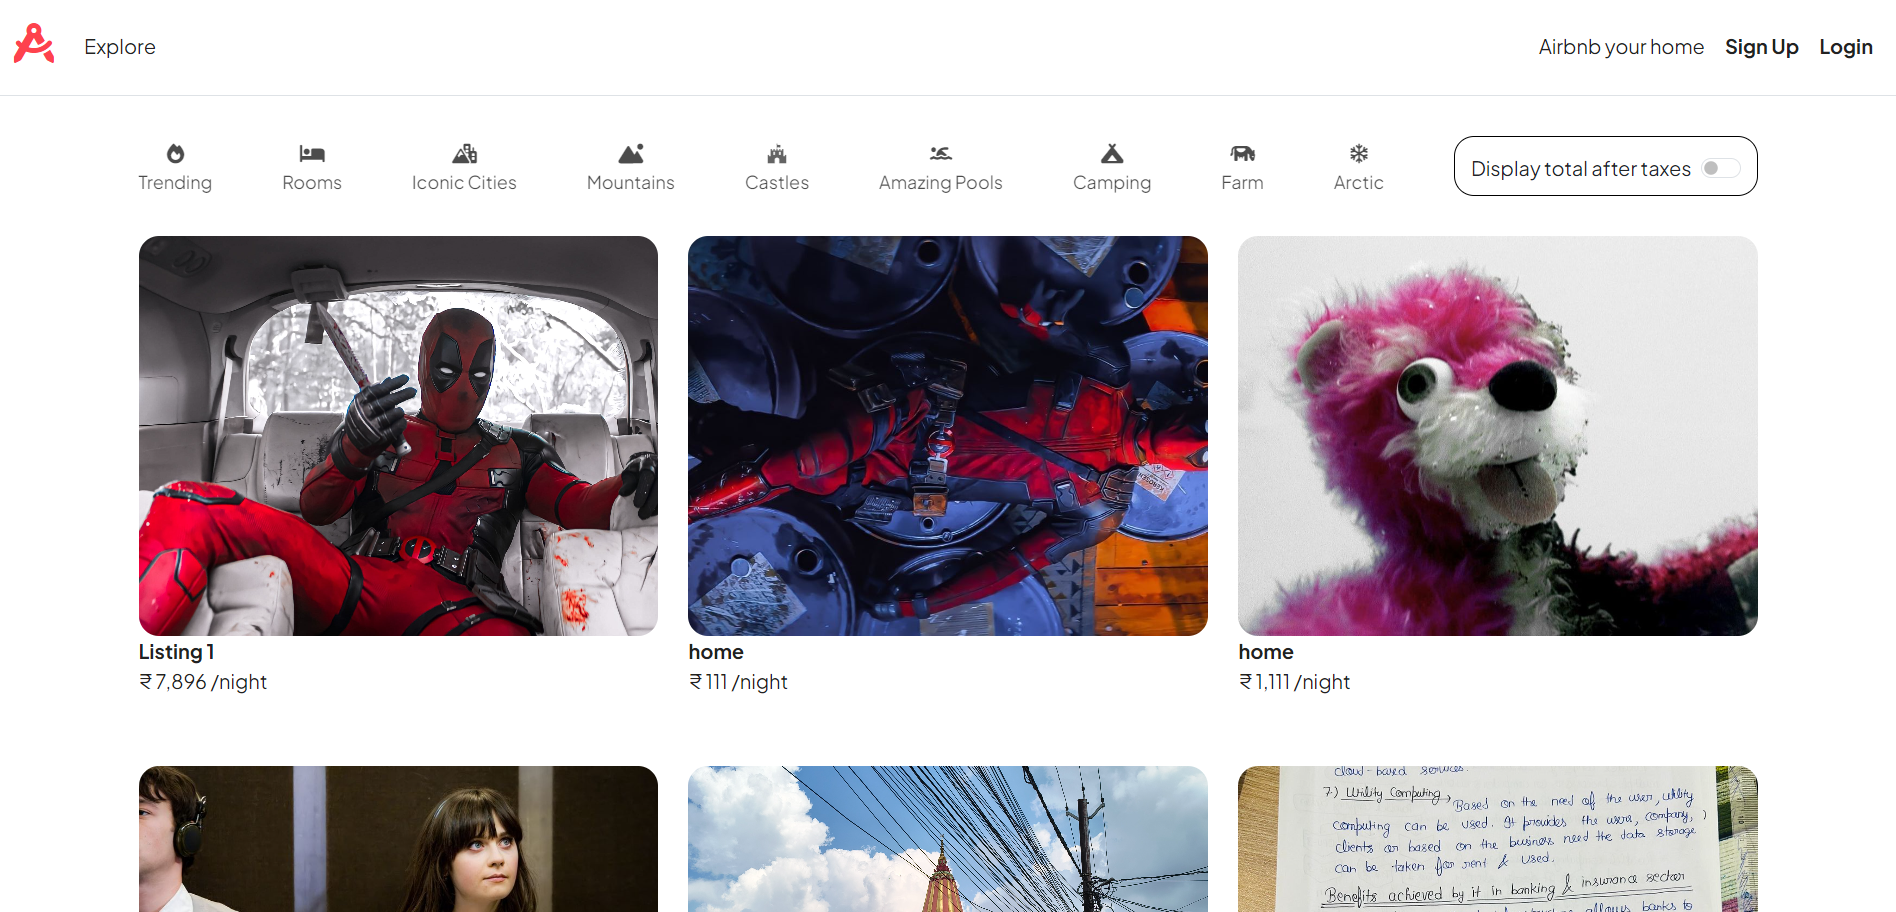 Explore
Airbnb your home
Sign Up
Login
Trending
Rooms
Iconic Cities
Mountains
Castles
Amazing Pools
Camping
Farm
Arctic
Display total after taxes
Listing 1
₹ 7,896 /night
home
₹ 111 /night
home
₹ 1,111 /night
cloud-based services.
7.) Utility Computing → Based on the need of the user, utility
computing can be used. It provides the users, company,
clients or based on the business need the data storage
can be taken for rent & used.
Benefits achieved by it in banking & insurance sector
allows banks to